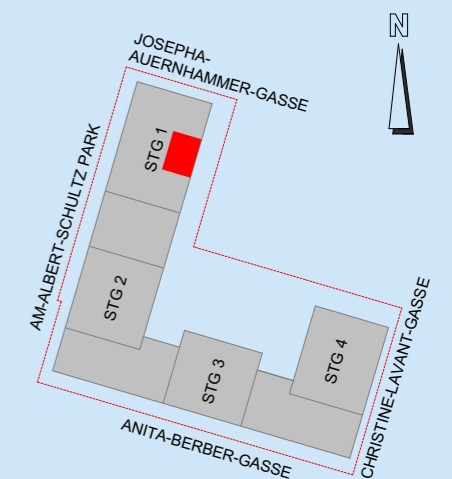 N
JOSEPHA-
AUERNHAMMER-GASSE
STG 1
AM-ALBERT-SCHULTZ PARK
STG 2
STG 3
STG 4
CHRISTINE-LAVANT-GASSE
ANITA-BERBER-GASSE